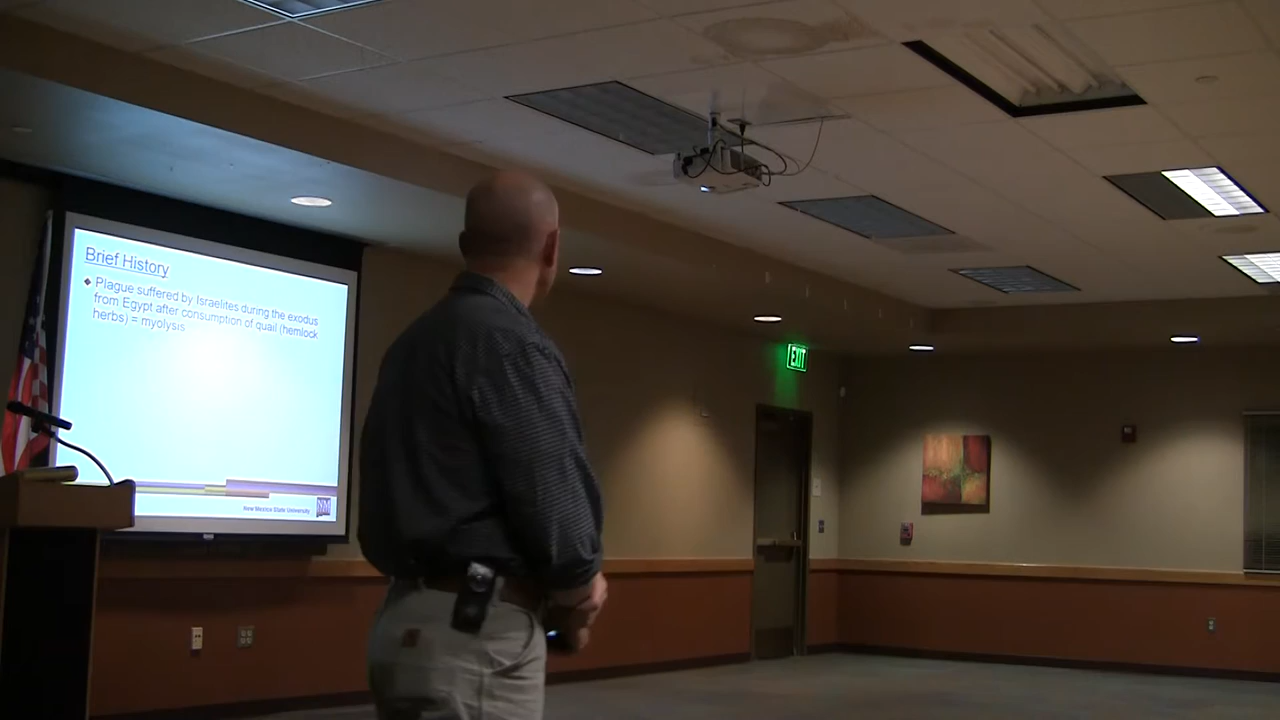 Brief History
Plague suffered by Israelites during the exodus
from Egypt after consumption of quail (hemlock
herbs) = myolysis
New Mexico State University
NM
EXIT